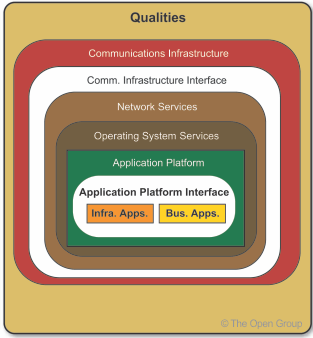 Qualities
Communications Infrastructure
Comm. Infrastructure Interface
Network Services
Operating System Services
Application Platform
Application Platform Interface
Infra. Apps. Bus. Apps.
© The Open Group